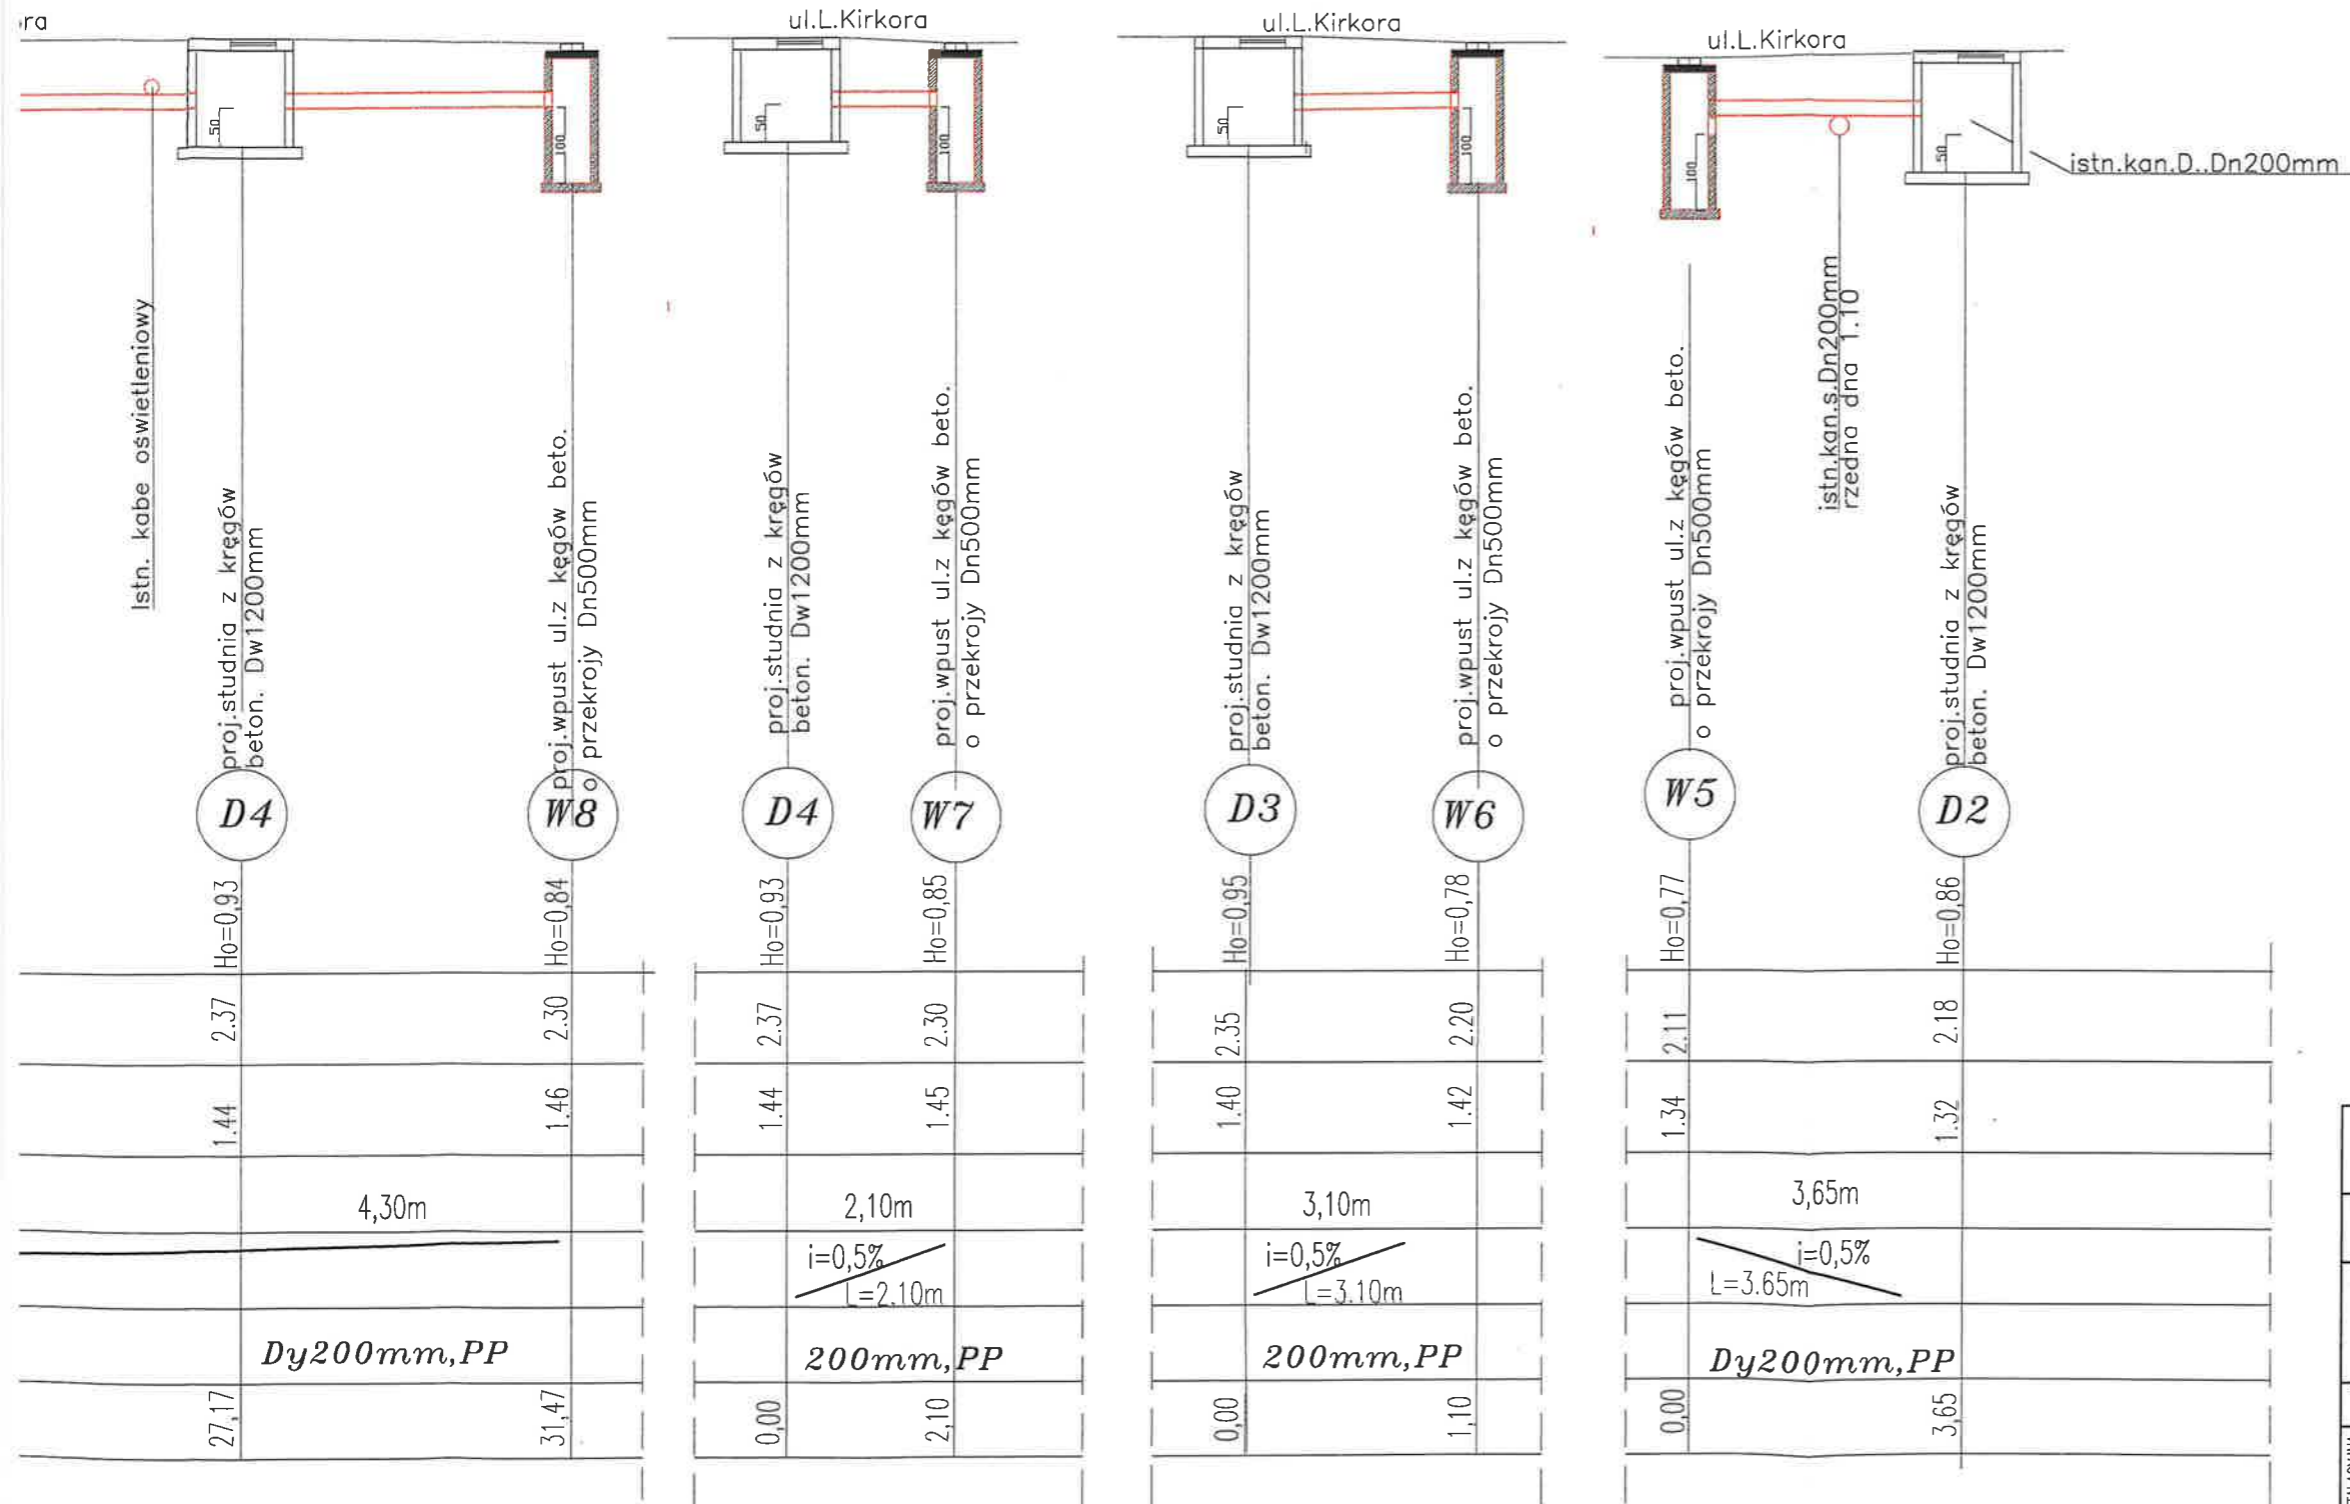 ul.L.Kirkora
ul.L.Kirkora
ul.L.Kirkora
50
100
50
100
50
100
100
50
istn.kan.D..Dn200mm
Istn. kabe oświetleniowy
proj.studnia z kręgów
beton. Dw1200mm
proj.wpust ul.z kęgów beto.
o przekrojy Dn500mm
proj.studnia z kręgów
beton. Dw1200mm
proj.wpust ul.z kęgów beto.
o przekrojy Dn500mm
proj.studnia z kręgów
beton. Dw1200mm
proj.wpust ul.z kęgów beto.
o przekrojy Dn500mm
proj.wpust ul.z kęgów beto.
o przekrojy Dn500mm
istn.kan.s.Dn200mm
rzedna dna 1.10
proj.studnia z kręgów
beton. Dw1200mm
D4
W8
D4
W7
D3
W6
W5
D2
Ho=0,93
Ho=0,84
Ho=0,93
Ho=0,85
Ho=0,95
Ho=0,78
Ho=0,77
Ho=0,86
2.37
2.30
2.37
2.30
2.35
2.20
2.11
2.18
1.44
1.46
1.44
1.45
1.40
1.42
1.34
1.32
4,30m
2,10m
3,10m
3,65m
i=0,5%
L=2.10m
i=0,5%
L=3.10m
i=0,5%
L=3.65m
Dy200mm,PP
200mm,PP
200mm,PP
Dy200mm,PP
27,17
31,47
0,00
2,10
0,00
1,10
0,00
3,65